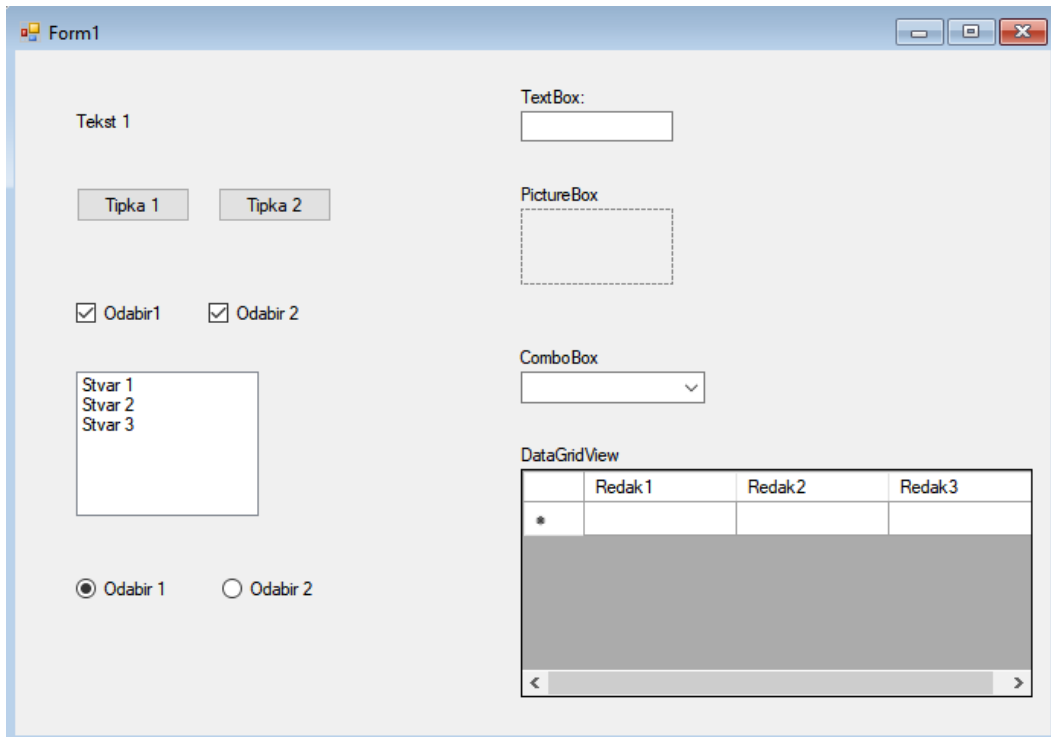 Form1
Tekst 1
Tipka 1 Tipka 2
Odabir1 Odabir 2
Stvar 1
Stvar 2
Stvar 3
Odabir 1 Odabir 2
TextBox:
PictureBox
ComboBox
DataGridView
Redak1 Redak2 Redak3